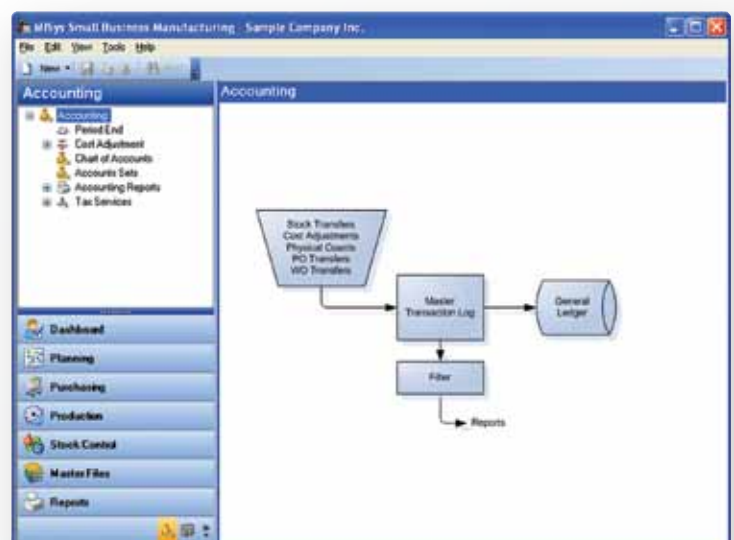 MISys Small Business Manufacturing - Sample Company Inc.
File Edit View Tools Help
New
Accounting
Accounting
Period End
Cost Adjustment
Chart of Accounts
Accounts Sets
Accounting Reports
Tax Services
Dashboard
Planning
Purchasing
Production
Stock Control
Master Files
Reports
Accounting
Stock Transfers
Cost Adjustments
Physical Counts
PO Transfers
WO Transfers
Master
Transaction Log
General
Ledger
Filter
Reports